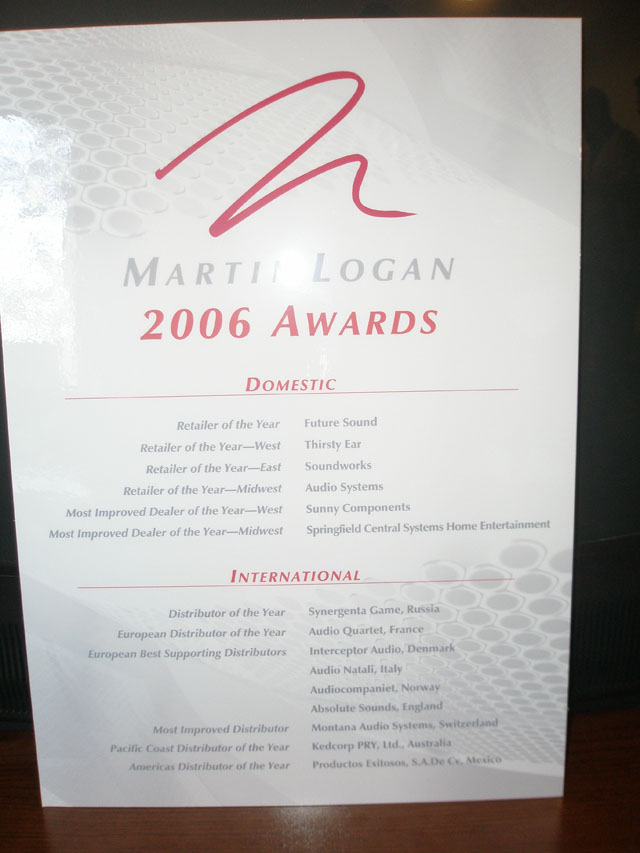 MARTIN LOGAN
2006 AWARDS
DOMESTIC
Retailer of the Year Future Sound
Retailer of the Year—West Thirsty Ear
Retailer of the Year—East Soundworks
Retailer of the Year—Midwest Audio Systems
Most Improved Dealer of the Year—West Sunny Components
Most Improved Dealer of the Year—Midwest Springfield Central Systems Home Entertainment
INTERNATIONAL
Distributor of the Year Synergenta Game, Russia
European Distributor of the Year Audio Quartet, France
European Best Supporting Distributors Interceptor Audio, Denmark
Audio Natali, Italy
Audiocompaniet, Norway
Absolute Sounds, England
Most Improved Distributor Montana Audio Systems, Switzerland
Pacific Coast Distributor of the Year Kedcorp PRY, Ltd., Australia
Americas Distributor of the Year Productos Exitosos, S.A.De Cv, Mexico